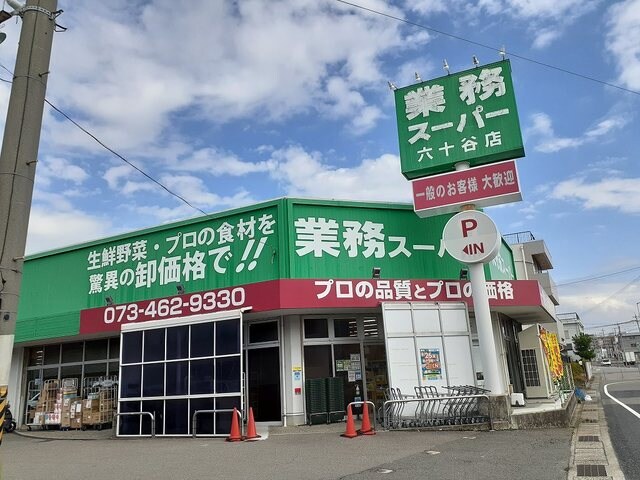 業務
スーパー
六十谷店
一般のお客様 大歓迎
P
IN
生鮮野菜・プロの食材を
驚異の卸価格で!!
業務スーパー
073-462-9330
プロの品質とプロの価格